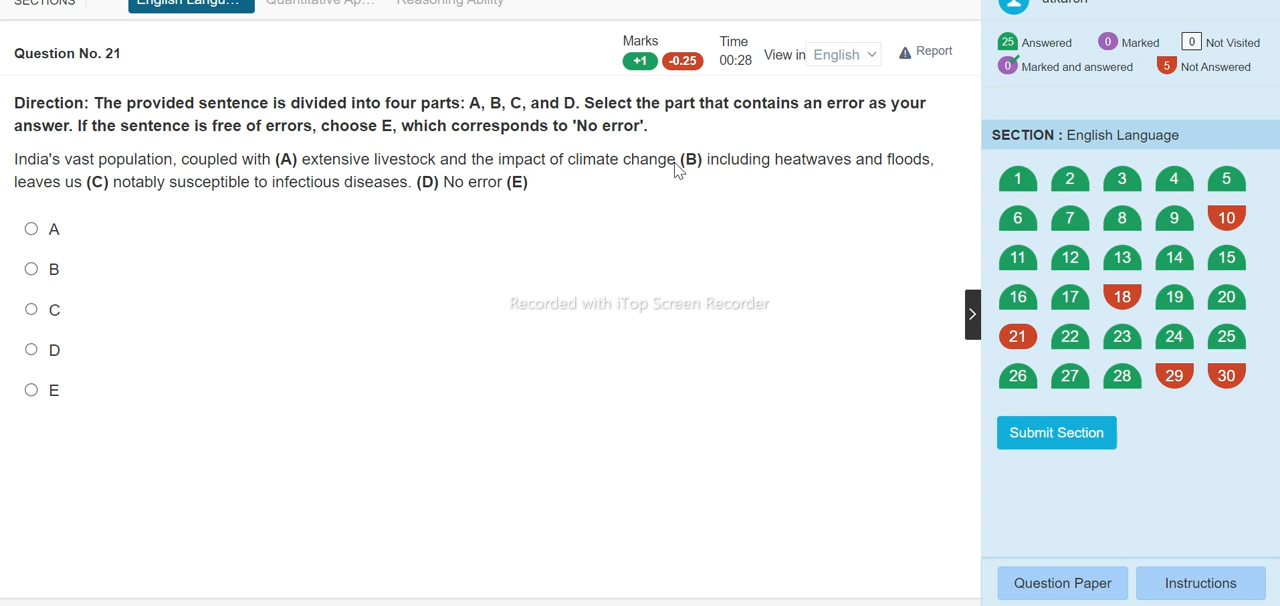 SECTIONS English Langu... Quantitative Ap... Reasoning Ability
Question No. 21
Marks
+1 -0.25
Time
00:28
View in English
Report
Direction: The provided sentence is divided into four parts: A, B, C, and D. Select the part that contains an error as your
answer. If the sentence is free of errors, choose E, which corresponds to 'No error'.
India's vast population, coupled with (A) extensive livestock and the impact of climate change (B) including heatwaves and floods,
leaves us (C) notably susceptible to infectious diseases. (D) No error (E)
A
B
C
D
E
Recorded with iTop Screen Recorder
utkarsh
25 Answered 0 Marked 0 Not Visited
0 Marked and answered 5 Not Answered
SECTION : English Language
1 2 3 4 5
6 7 8 9 10
11 12 13 14 15
16 17 18 19 20
21 22 23 24 25
26 27 28 29 30
Submit Section
Question Paper Instructions